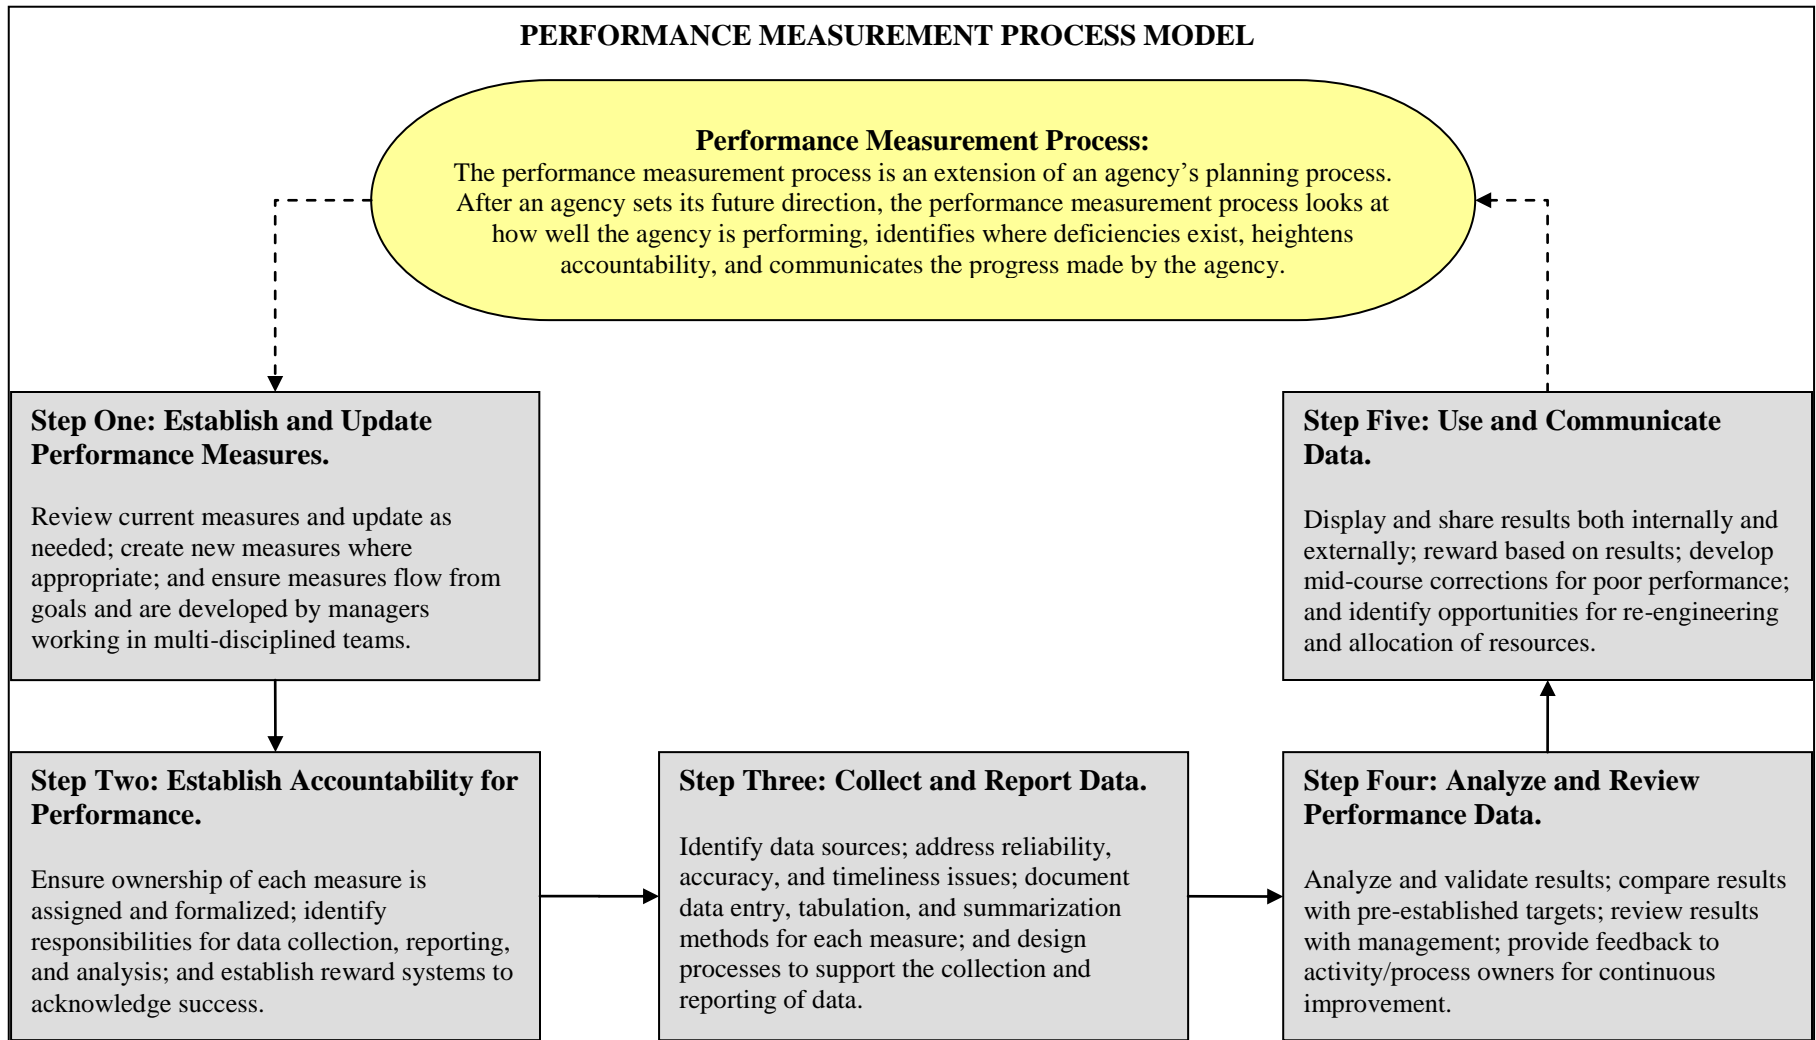 PERFORMANCE MEASUREMENT PROCESS MODEL
Performance Measurement Process:
The performance measurement process is an extension of an agency’s planning process.
After an agency sets its future direction, the performance measurement process looks at
how well the agency is performing, identifies where deficiencies exist, heightens
accountability, and communicates the progress made by the agency.
Step One: Establish and Update
Performance Measures.
Review current measures and update as
needed; create new measures where
appropriate; and ensure measures flow from
goals and are developed by managers
working in multi-disciplined teams.
Step Two: Establish Accountability for
Performance.
Ensure ownership of each measure is
assigned and formalized; identify
responsibilities for data collection, reporting,
and analysis; and establish reward systems to
acknowledge success.
Step Three: Collect and Report Data.
Identify data sources; address reliability,
accuracy, and timeliness issues; document
data entry, tabulation, and summarization
methods for each measure; and design
processes to support the collection and
reporting of data.
Step Four: Analyze and Review
Performance Data.
Analyze and validate results; compare results
with pre-established targets; review results
with management; provide feedback to
activity/process owners for continuous
improvement.
Step Five: Use and Communicate
Data.
Display and share results both internally and
externally; reward based on results; develop
mid-course corrections for poor performance;
and identify opportunities for re-engineering
and allocation of resources.